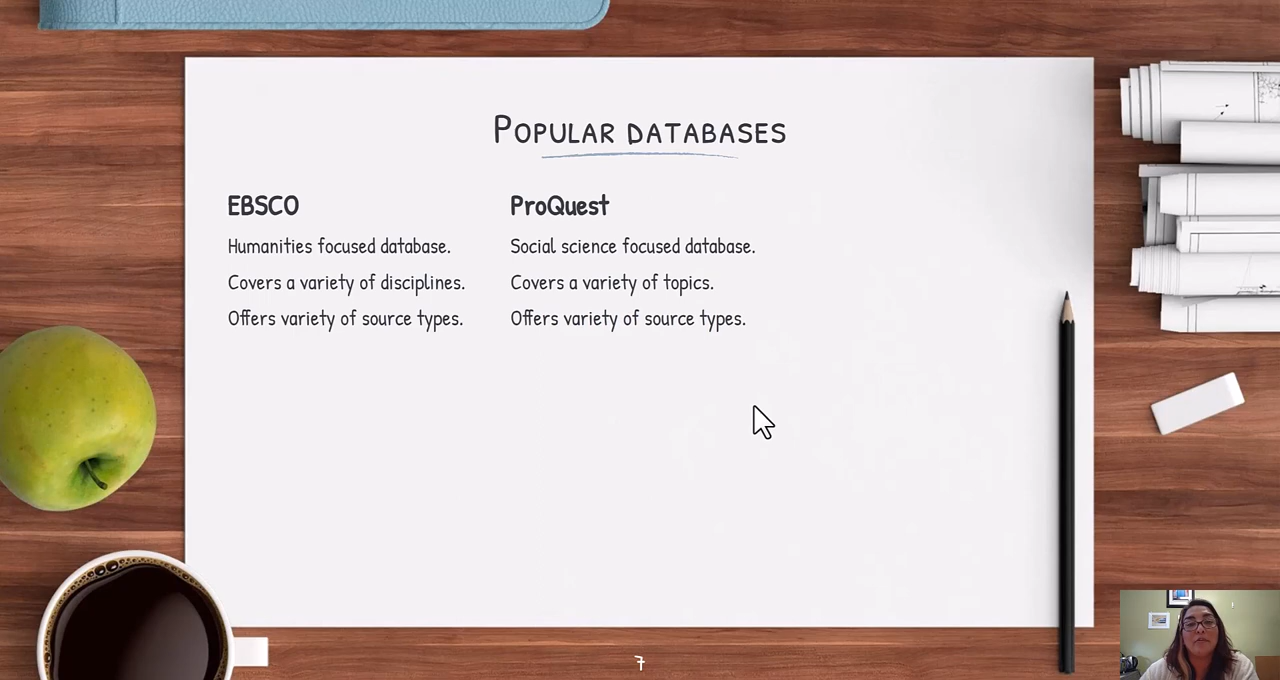 Popular databases
EBSCO
Humanities focused database.
Covers a variety of disciplines.
Offers variety of source types.
ProQuest
Social science focused database.
Covers a variety of topics.
Offers variety of source types.
7